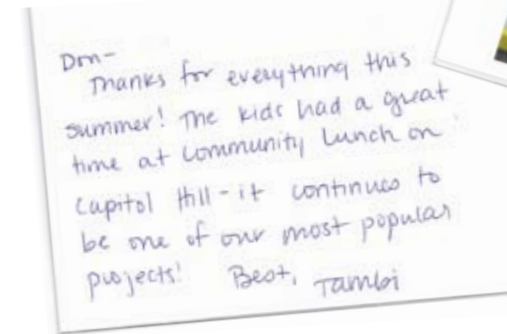 Don-
Thanks for everything this
summer! The kids had a great
time at Community Lunch on
Capitol Hill - it continues to
be one of our most popular
projects! Best, Tambi